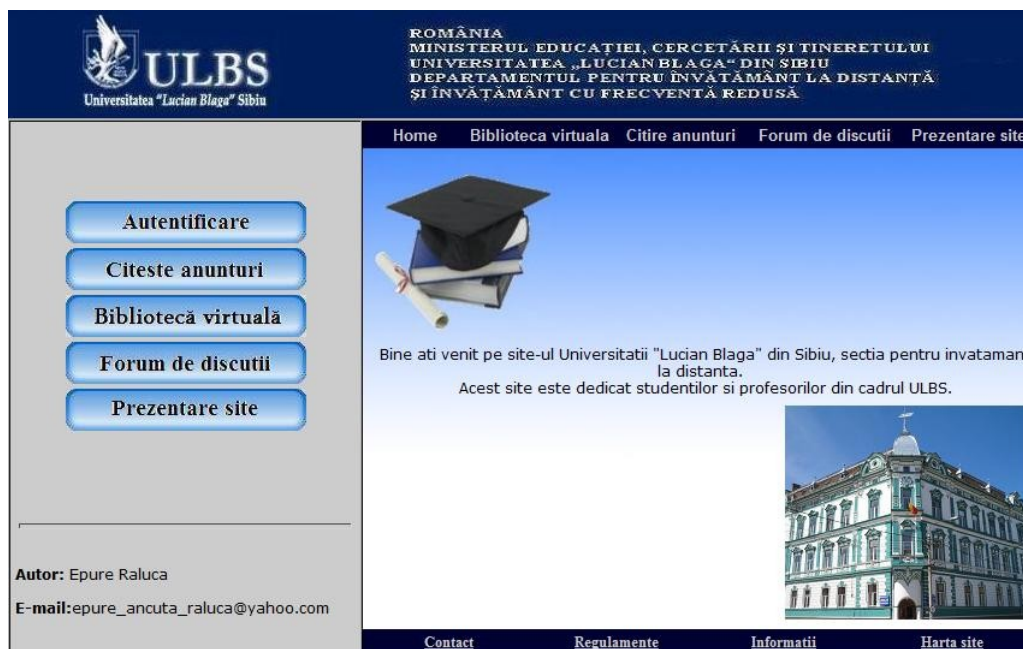 ULBS
Universitatea "Lucian Blaga" Sibiu
ROMÂNIA
MINISTERUL EDUCAȚIEI, CERCETĂRII ȘI TINERETULUI
UNIVERSITATEA „LUCIAN BLAGA“ DIN SIBIU
DEPARTAMENTUL PENTRU ÎNVĂȚĂMÂNT LA DISTANȚĂ
ȘI ÎNVĂȚĂMÂNT CU FRECVENTĂ REDUSĂ
Home Biblioteca virtuala Citire anunturi Forum de discutii Prezentare site
Autentificare
Citeste anunturi
Bibliotecă virtuală
Forum de discutii
Prezentare site
Bine ati venit pe site-ul Universitatii "Lucian Blaga" din Sibiu, sectia pentru invataman
la distanta.
Acest site este dedicat studentilor si profesorilor din cadrul ULBS.
Autor: Epure Raluca
E-mail:epure_ancuta_raluca@yahoo.com
Contact Regulamente Informatii Harta site